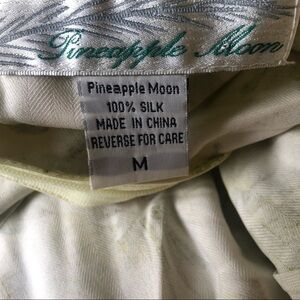 Pineapple Moon
Pineapple Moon
100% SILK
MADE IN CHINA
REVERSE FOR CARE
M